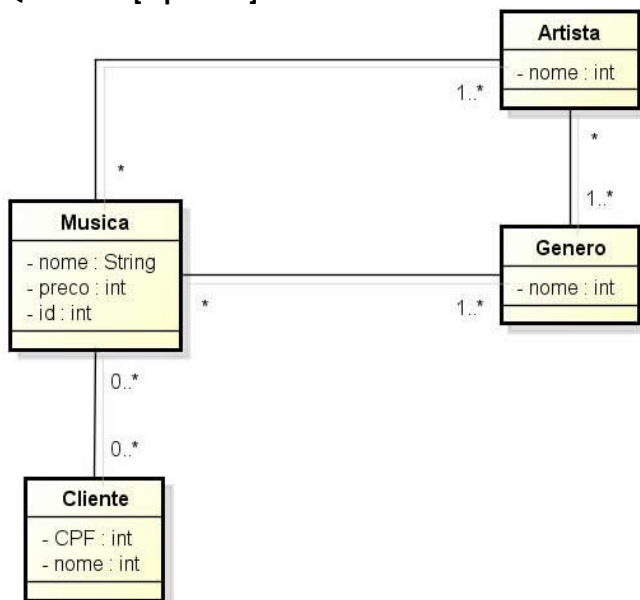 Artista
- nome : int
1..*
*
*
1..*
Musica
- nome : String
- preco : int
- id : int
Genero
- nome : int
*
1..*
0..*
0..*
Cliente
- CPF : int
- nome : int